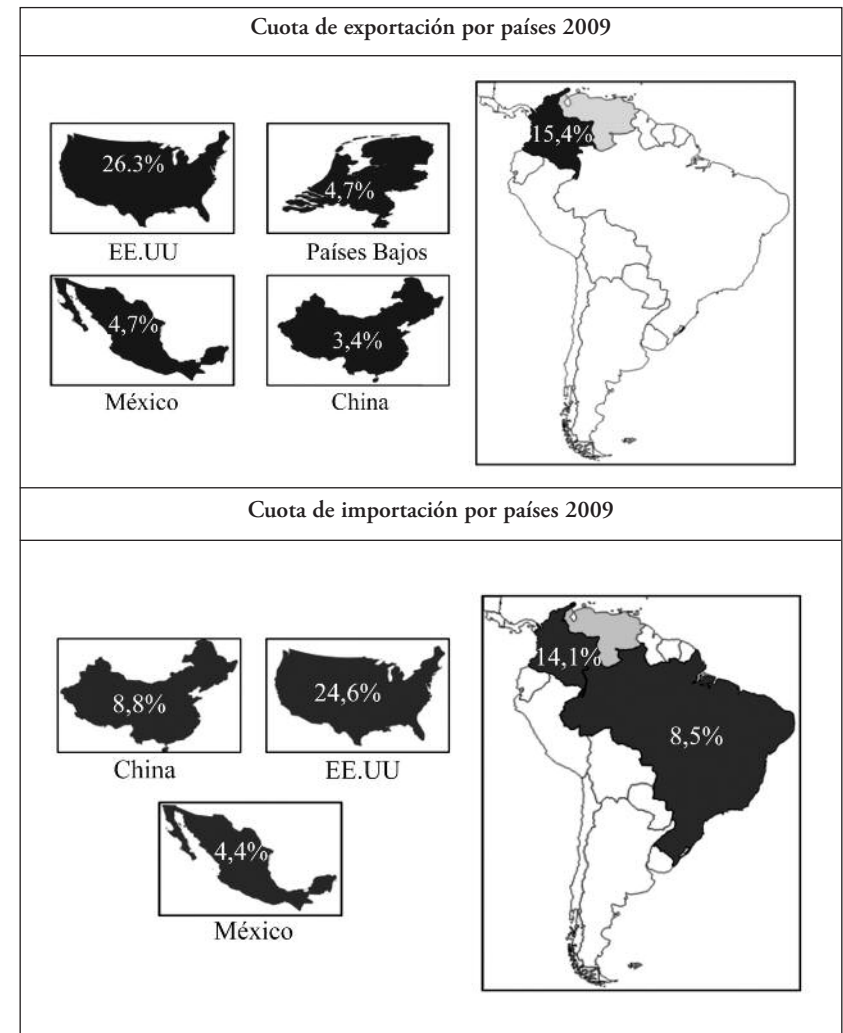 Cuota de exportación por países 2009
26.3%
EE.UU
4,7%
Países Bajos
4,7%
México
3,4%
China
15,4%
Cuota de importación por países 2009
8,8%
China
24,6%
EE.UU
4,4%
México
14,1%
8,5%